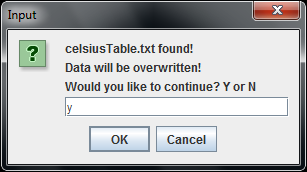 Input
celsiusTable.txt found!
Data will be overwritten!
Would you like to continue? Y or N
y
OK
Cancel